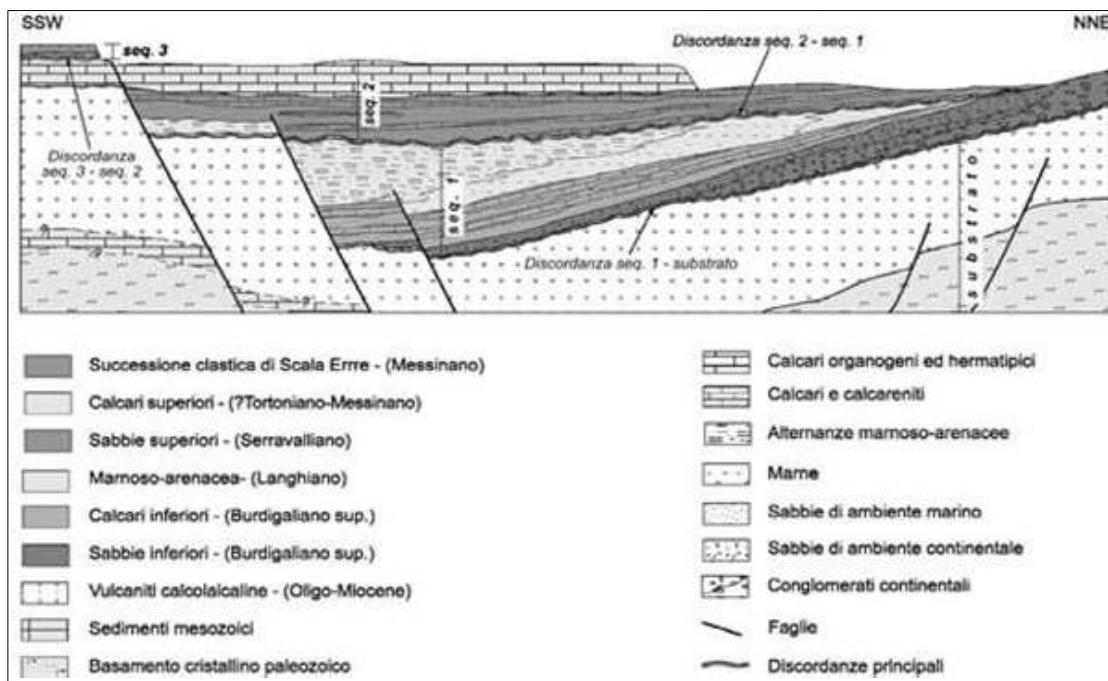 SSW
NNE
seq. 3
Discordanza seq. 2 - seq. 1
seq. 2
Discordanza
seq. 3 - seq. 2
seq. 1
substrato
Discordanza seq. 1 - substrato
?
?
?
Successione clastica di Scala Errre - (Messinano)
Calcari superiori - (?Tortoniano-Messinano)
Sabbie superiori - (Serravalliano)
Marnoso-arenacea- (Langhiano)
Calcari inferiori - (Burdigaliano sup.)
Sabbie inferiori - (Burdigaliano sup.)
Vulcaniti calcolaicaline - (Oligo-Miocene)
Sedimenti mesozoici
Basamento cristallino paleozoico
Calcari organogeni ed hermatipici
Calcari e calcareniti
Alternanze marnoso-arenacee
Marne
Sabbie di ambiente marino
Sabbie di ambiente continentale
Conglomerati continentali
Faglie
Discordanze principali